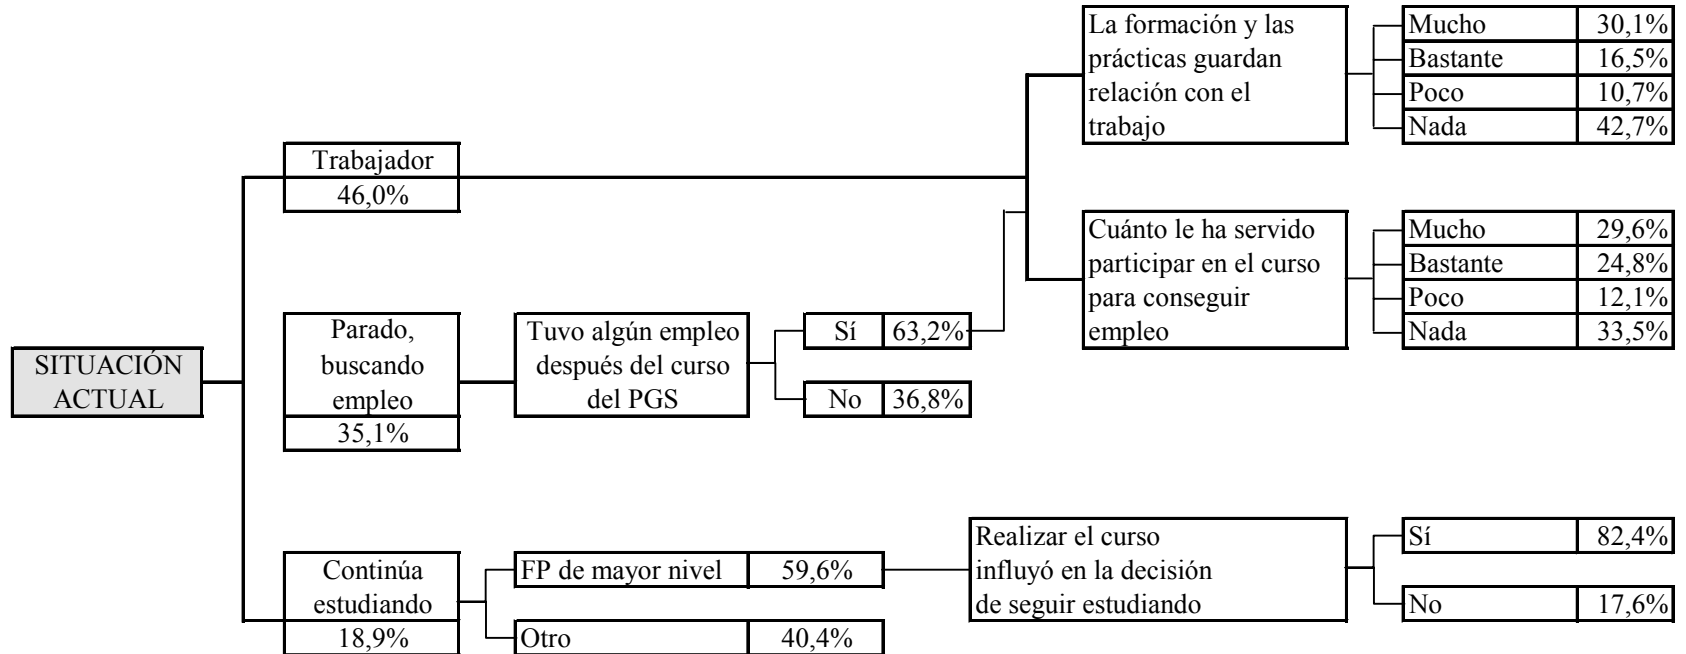 SITUACIÓN
ACTUAL
Trabajador
46,0%
Parado,
buscando
empleo
35,1%
Continúa
estudiando
18,9%
Tuvo algún empleo
después del curso
del PGS
Sí 63,2%
No 36,8%
FP de mayor nivel 59,6%
Otro 40,4%
La formación y las
prácticas guardan
relación con el
trabajo
Mucho 30,1%
Bastante 16,5%
Poco 10,7%
Nada 42,7%
Cuánto le ha servido
participar en el curso
para conseguir
empleo
Mucho 29,6%
Bastante 24,8%
Poco 12,1%
Nada 33,5%
Realizar el curso
influyó en la decisión
de seguir estudiando
Sí 82,4%
No 17,6%